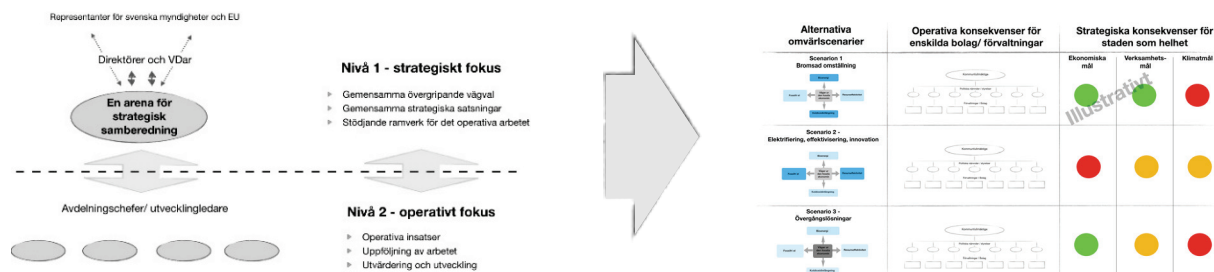 Representanter för svenska myndigheter och EU
Direktörer och VDar
En arena för
strategisk
samberedning
Nivå 1 - strategiskt fokus
Gemensamma övergripande vägval
Gemensamma strategiska satsningar
Stödjande ramverk för det operativa arbetet
Avdelningschefer/ utvecklingledare
Nivå 2 - operativt fokus
Operativa insatser
Uppföljning av arbetet
Utvärdering och utveckling
Alternativa
omvärlscenarier
Operativa konsekvenser för
enskilda bolag/ förvaltningar
Strategiska konsekvenser för
staden som helhet
Ekonomiska
mål
Verksamhets-
mål
Klimatmål
Scenario 1
Bromsad omställning
Illustrativt
Scenario 2 -
Elektrifiering, effektivisering, innovation
Scenario 3 -
Övergångslösningar